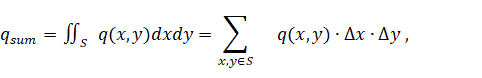 q_sum = ∬_S q(x,y)dxdy = ∑_{x,y∈S} q(x,y) · Δx · Δy ,